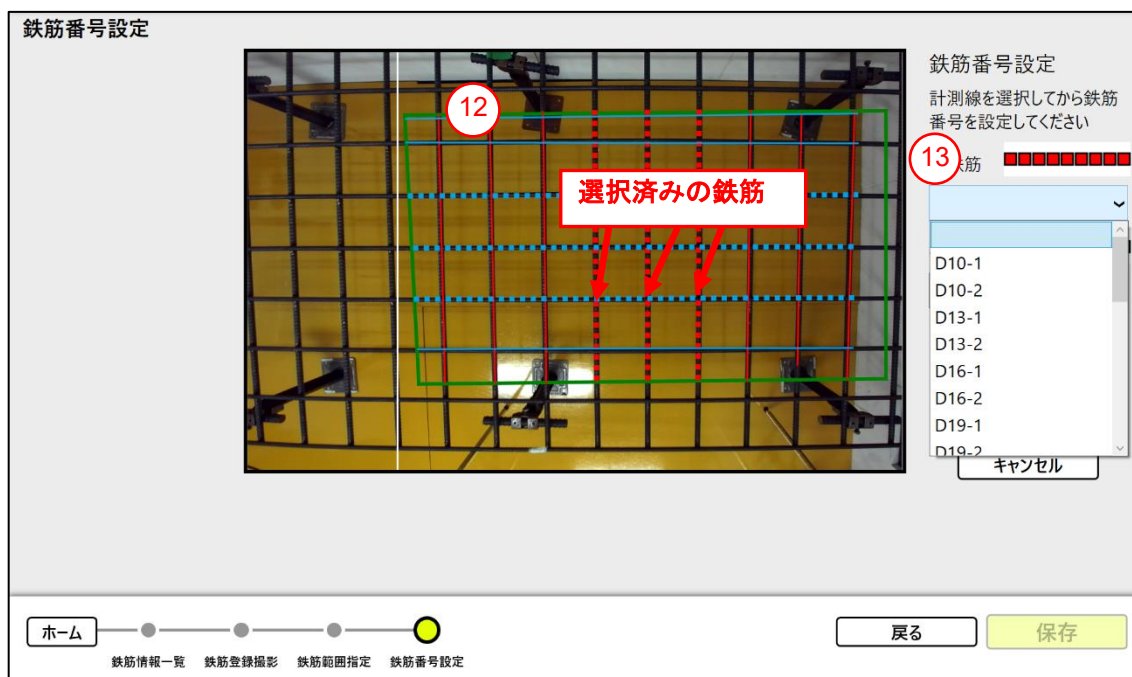 鉄筋番号設定
鉄筋番号設定
計測線を選択してから鉄筋
番号を設定してください
12
13
筋
選択済みの鉄筋
D10-1
D10-2
D13-1
D13-2
D16-1
D16-2
D19-1
D19-2
キャンセル
ホーム
戻る
保存
鉄筋情報一覧 鉄筋登録撮影 鉄筋範囲指定 鉄筋番号設定